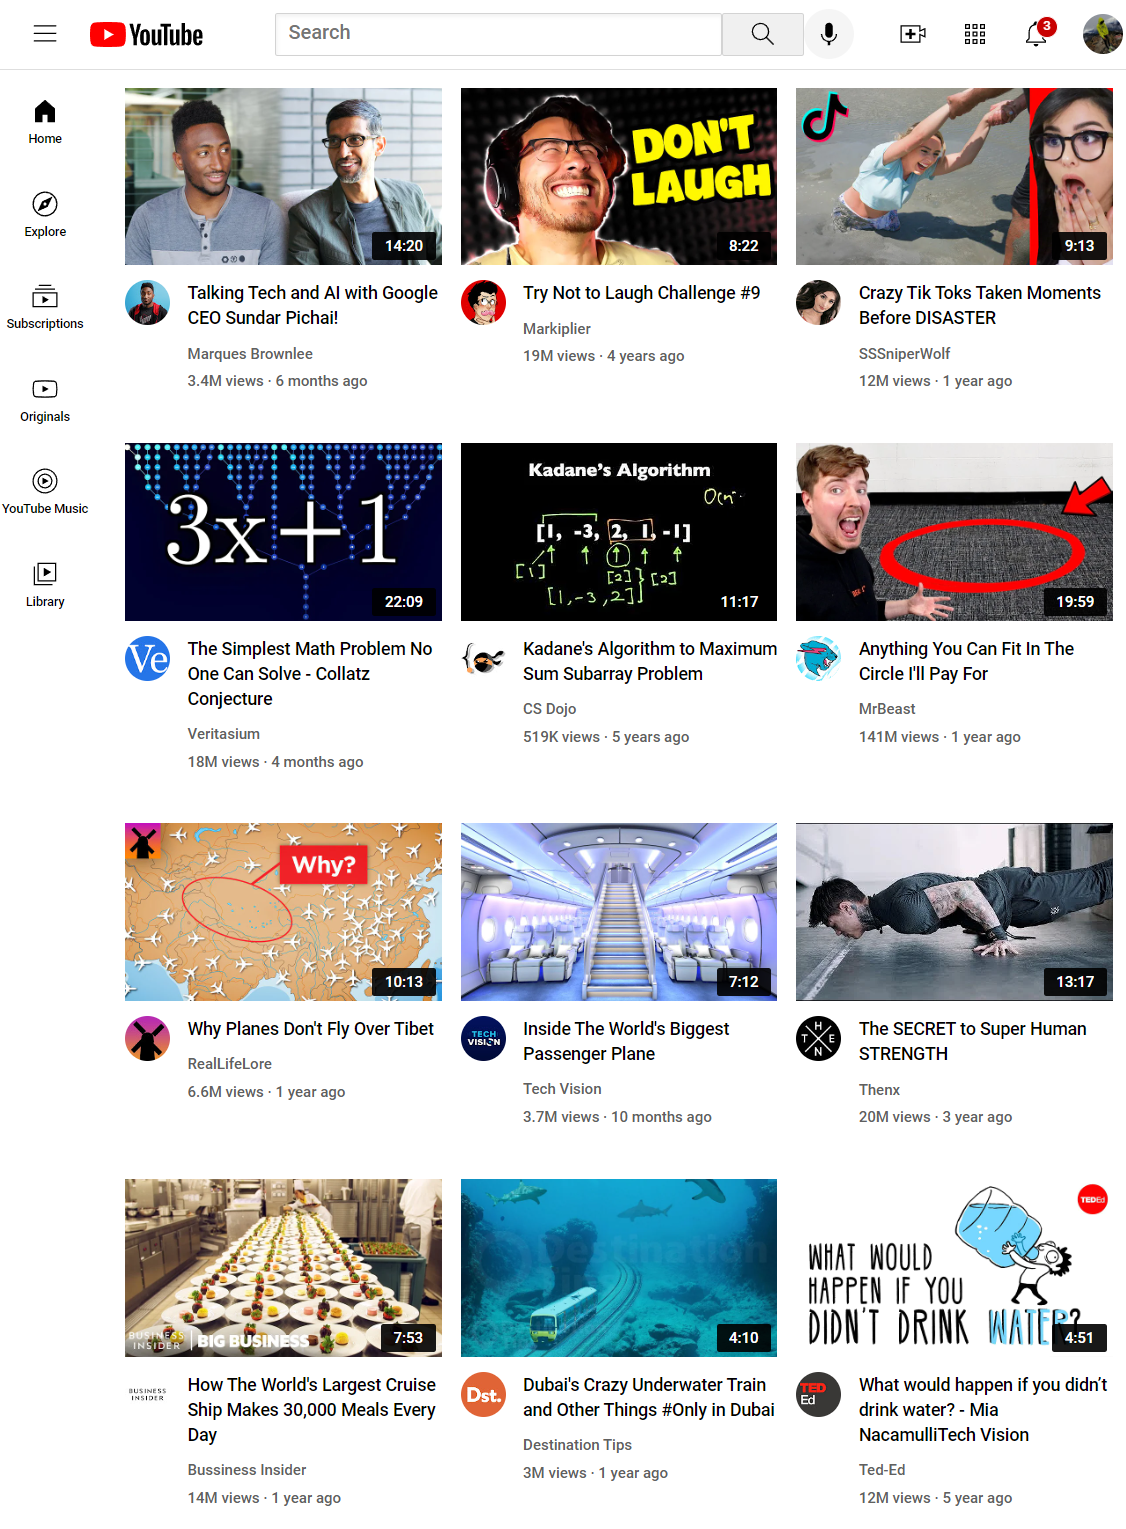 YouTube
Search
3
Home
Explore
Subscriptions
Originals
YouTube Music
Library
14:20
Talking Tech and AI with Google
CEO Sundar Pichai!
Marques Brownlee
3.4M views · 6 months ago
DON'T
LAUGH
8:22
Try Not to Laugh Challenge #9
Markiplier
19M views · 4 years ago
9:13
Crazy Tik Toks Taken Moments
Before DISASTER
SSSniperWolf
12M views · 1 year ago
3x+1
22:09
Ve
The Simplest Math Problem No
One Can Solve - Collatz
Conjecture
Veritasium
18M views · 4 months ago
Kadane's Algorithm
[1, -3, 2, 1, -1]
[1]
[2]
[2]
[1,-3,2]
11:17
Kadane's Algorithm to Maximum
Sum Subarray Problem
CS Dojo
519K views · 5 years ago
19:59
Anything You Can Fit In The
Circle I'll Pay For
MrBeast
141M views · 1 year ago
Why?
10:13
Why Planes Don't Fly Over Tibet
RealLifeLore
6.6M views · 1 year ago
7:12
TECH
VISION
Inside The World's Biggest
Passenger Plane
Tech Vision
3.7M views · 10 months ago
13:17
THEN
The SECRET to Super Human
STRENGTH
Thenx
20M views · 3 year ago
BUSINESS
INSIDER
BIG BUSINESS
7:53
BUSINESS
INSIDER
How The World's Largest Cruise
Ship Makes 30,000 Meals Every
Day
Bussiness Insider
14M views · 1 year ago
4:10
Dst.
Dubai's Crazy Underwater Train
and Other Things #Only in Dubai
Destination Tips
3M views · 1 year ago
TEDEd
WHAT WOULD
HAPPEN IF YOU
DIDN'T DRINK WATER?
4:51
TED
Ed
What would happen if you didn't
drink water? - Mia
NacamulliTech Vision
Ted-Ed
12M views · 5 year ago